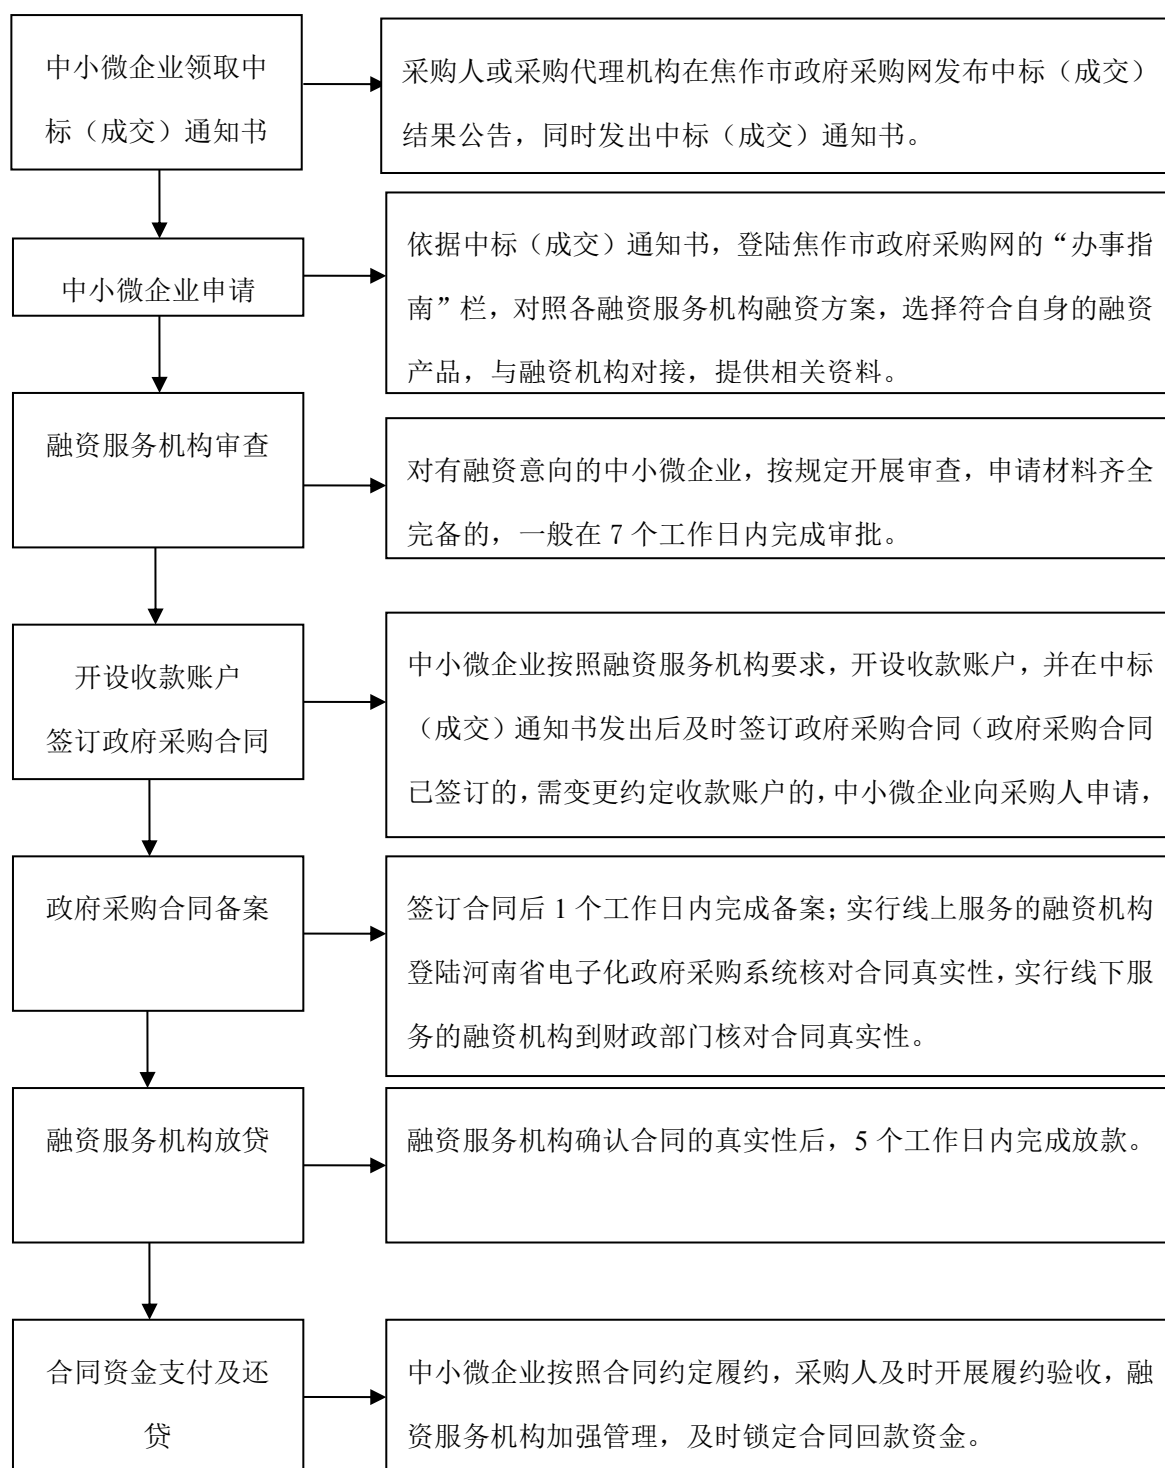 中小微企业领取中
标（成交）通知书
采购人或采购代理机构在焦作市政府采购网发布中标（成交）
结果公告，同时发出中标（成交）通知书。
中小微企业申请
依据中标（成交）通知书，登陆焦作市政府采购网的“办事指
南”栏，对照各融资服务机构融资方案，选择符合自身的融资
产品，与融资机构对接，提供相关资料。
融资服务机构审查
对有融资意向的中小微企业，按规定开展审查，申请材料齐全
完备的，一般在 7 个工作日内完成审批。
开设收款账户
签订政府采购合同
中小微企业按照融资服务机构要求，开设收款账户，并在中标
（成交）通知书发出后及时签订政府采购合同（政府采购合同
已签订的，需变更约定收款账户的，中小微企业向采购人申请，
政府采购合同备案
签订合同后 1 个工作日内完成备案；实行线上服务的融资机构
登陆河南省电子化政府采购系统核对合同真实性，实行线下服
务的融资机构到财政部门核对合同真实性。
融资服务机构放贷
融资服务机构确认合同的真实性后，5 个工作日内完成放款。
合同资金支付及还
贷
中小微企业按照合同约定履约，采购人及时开展履约验收，融
资服务机构加强管理，及时锁定合同回款资金。